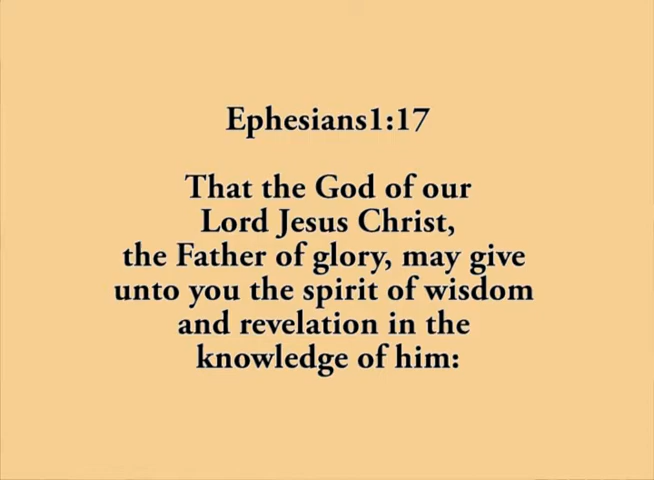 Ephesians1:17
That the God of our
Lord Jesus Christ,
the Father of glory, may give
unto you the spirit of wisdom
and revelation in the
knowledge of him: